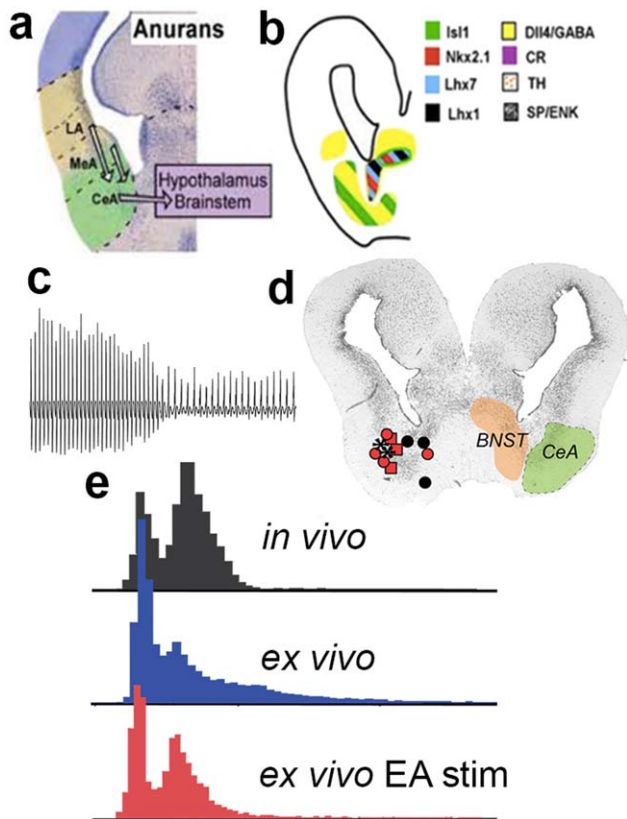 a
Anurans
LA
MeA
CeA
Hypothalamus
Brainstem
b
Isl1
Nkx2.1
Lhx7
Lhx1
Dll4/GABA
CR
TH
SP/ENK
c
d
BNST
CeA
e
in vivo
ex vivo
ex vivo EA stim